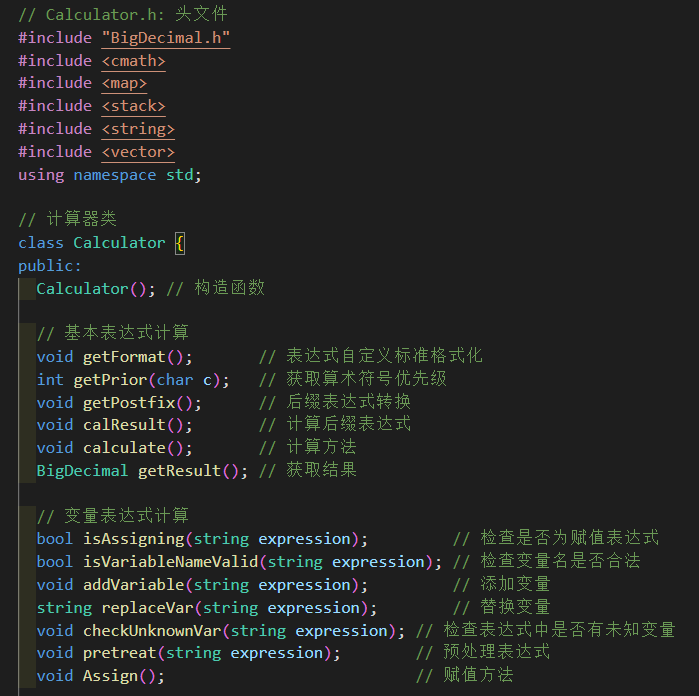 // Calculator.h: 头文件
#include "BigDecimal.h"
#include <cmath>
#include <map>
#include <stack>
#include <string>
#include <vector>
using namespace std;
// 计算器类
class Calculator {
public:
Calculator(); // 构造函数
// 基本表达式计算
void getFormat(); // 表达式自定义标准格式化
int getPrior(char c); // 获取算术符号优先级
void getPostfix(); // 后缀表达式转换
void calResult(); // 计算后缀表达式
void calculate(); // 计算方法
BigDecimal getResult(); // 获取结果
// 变量表达式计算
bool isAssigning(string expression); // 检查是否为赋值表达式
bool isVariableNameValid(string expression); // 检查变量名是否合法
void addVariable(string expression); // 添加变量
string replaceVar(string expression); // 替换变量
void checkUnknownVar(string expression); // 检查表达式中是否有未知变量
void pretreat(string expression); // 预处理表达式
void Assign(); // 赋值方法